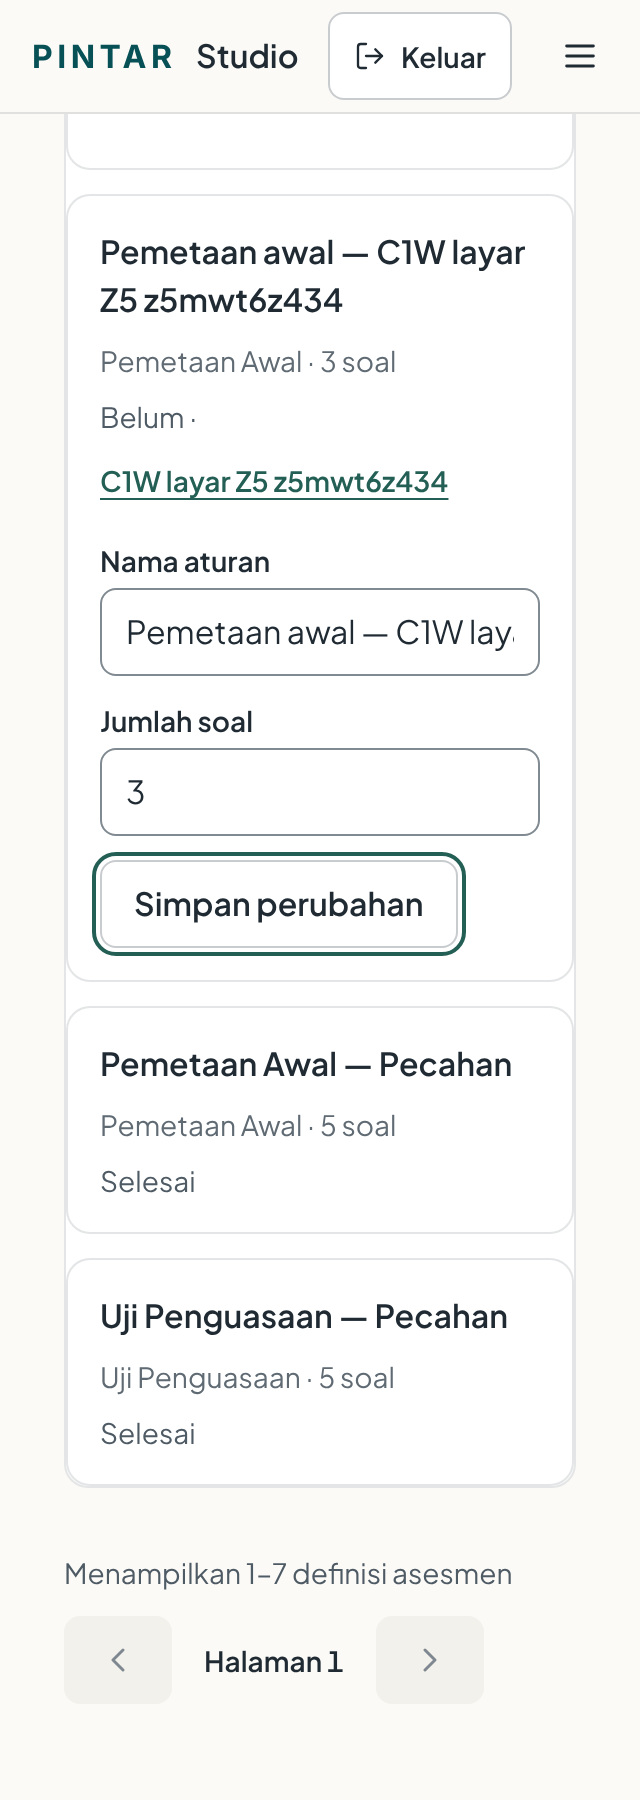 PINTAR Studio
Keluar
Pemetaan awal — C1W layar
Z5 z5mwt6z434
Pemetaan Awal · 3 soal
Belum ·
C1W layar Z5 z5mwt6z434
Nama aturan
Pemetaan awal — C1W lay
Jumlah soal
3
Simpan perubahan
Pemetaan Awal — Pecahan
Pemetaan Awal · 5 soal
Selesai
Uji Penguasaan — Pecahan
Uji Penguasaan · 5 soal
Selesai
Menampilkan 1–7 definisi asesmen
Halaman 1